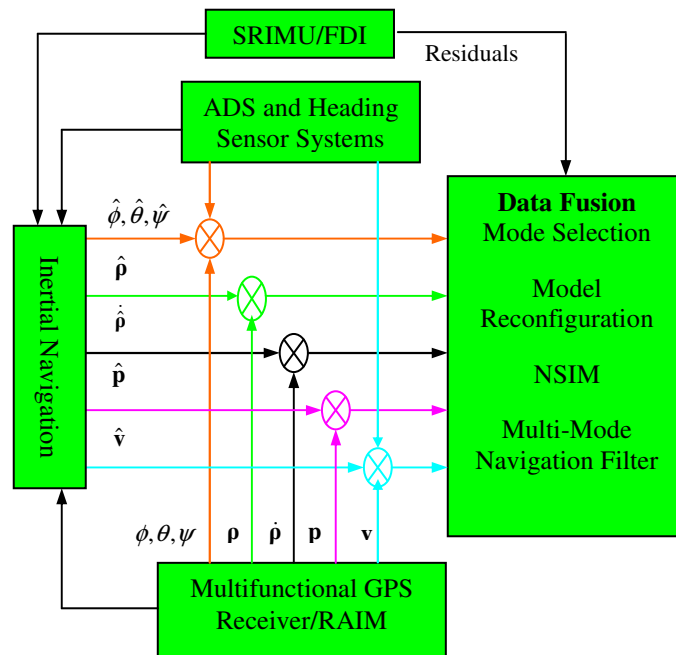 SRIMU/FDI
Residuals
ADS and Heading
Sensor Systems
Data Fusion
Mode Selection
Model
Reconfiguration
NSIM
Multi-Mode
Navigation Filter
Inertial Navigation
ϕ̂, θ̂, ψ̂
ρ̂
ρ̂̇
p̂
v̂
ϕ, θ, ψ ρ ρ̇ p v
Multifunctional GPS
Receiver/RAIM